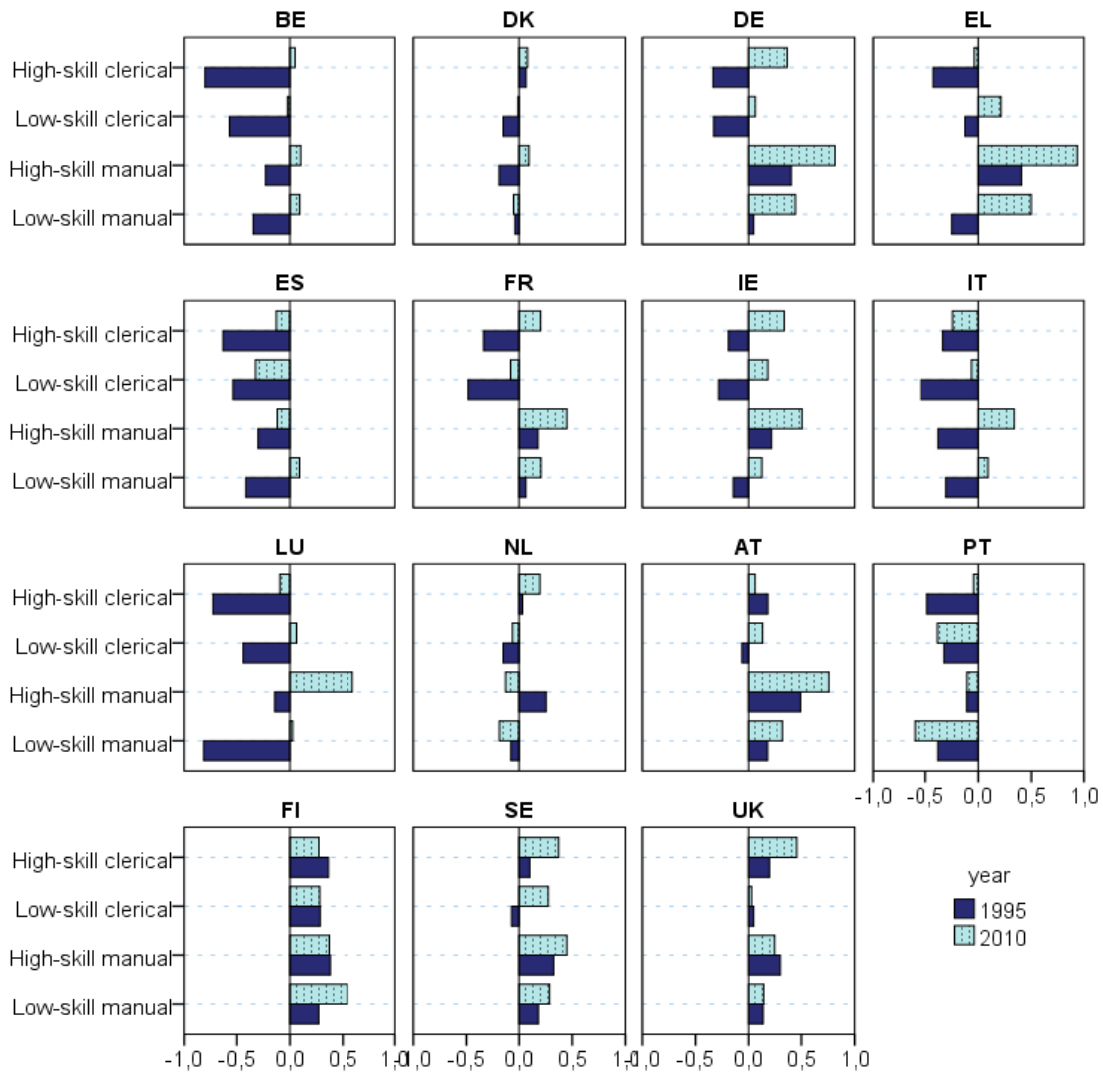 BE DK DE EL
High-skill clerical
Low-skill clerical
High-skill manual
Low-skill manual
ES FR IE IT
High-skill clerical
Low-skill clerical
High-skill manual
Low-skill manual
LU NL AT PT
High-skill clerical
Low-skill clerical
High-skill manual
Low-skill manual
-1,0 -0,5 0,0 0,5 1,0
FI SE UK
High-skill clerical
Low-skill clerical
High-skill manual
Low-skill manual
year
1995
2010
-1,0 -0,5 0,0 0,5 1,0 -0,5 0,0 0,5 -1,0 -0,5 0,0 0,5 1,0